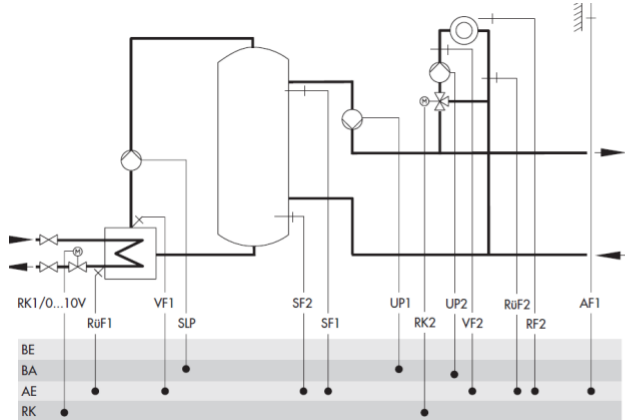 M
M
RK1/0...10V VF1 SF2 UP1 UP2 RüF2 AF1
RüF1 SLP SF1 RK2 VF2 RF2
BE
BA
AE
RK